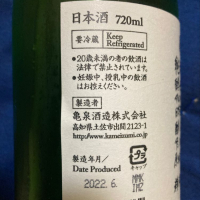 日本酒 720ml
要冷蔵
Keep
Refrigerated
●20歳未満の者の飲酒は
法律で禁止されています。
●妊娠中、授乳中の飲酒は
お控えください。
製造者
亀泉酒造株式会社
高知県土佐市出間2123-1
http://www.kameizumi.co.jp
製造年月/
Date Produced
2022. 6.
キャップ